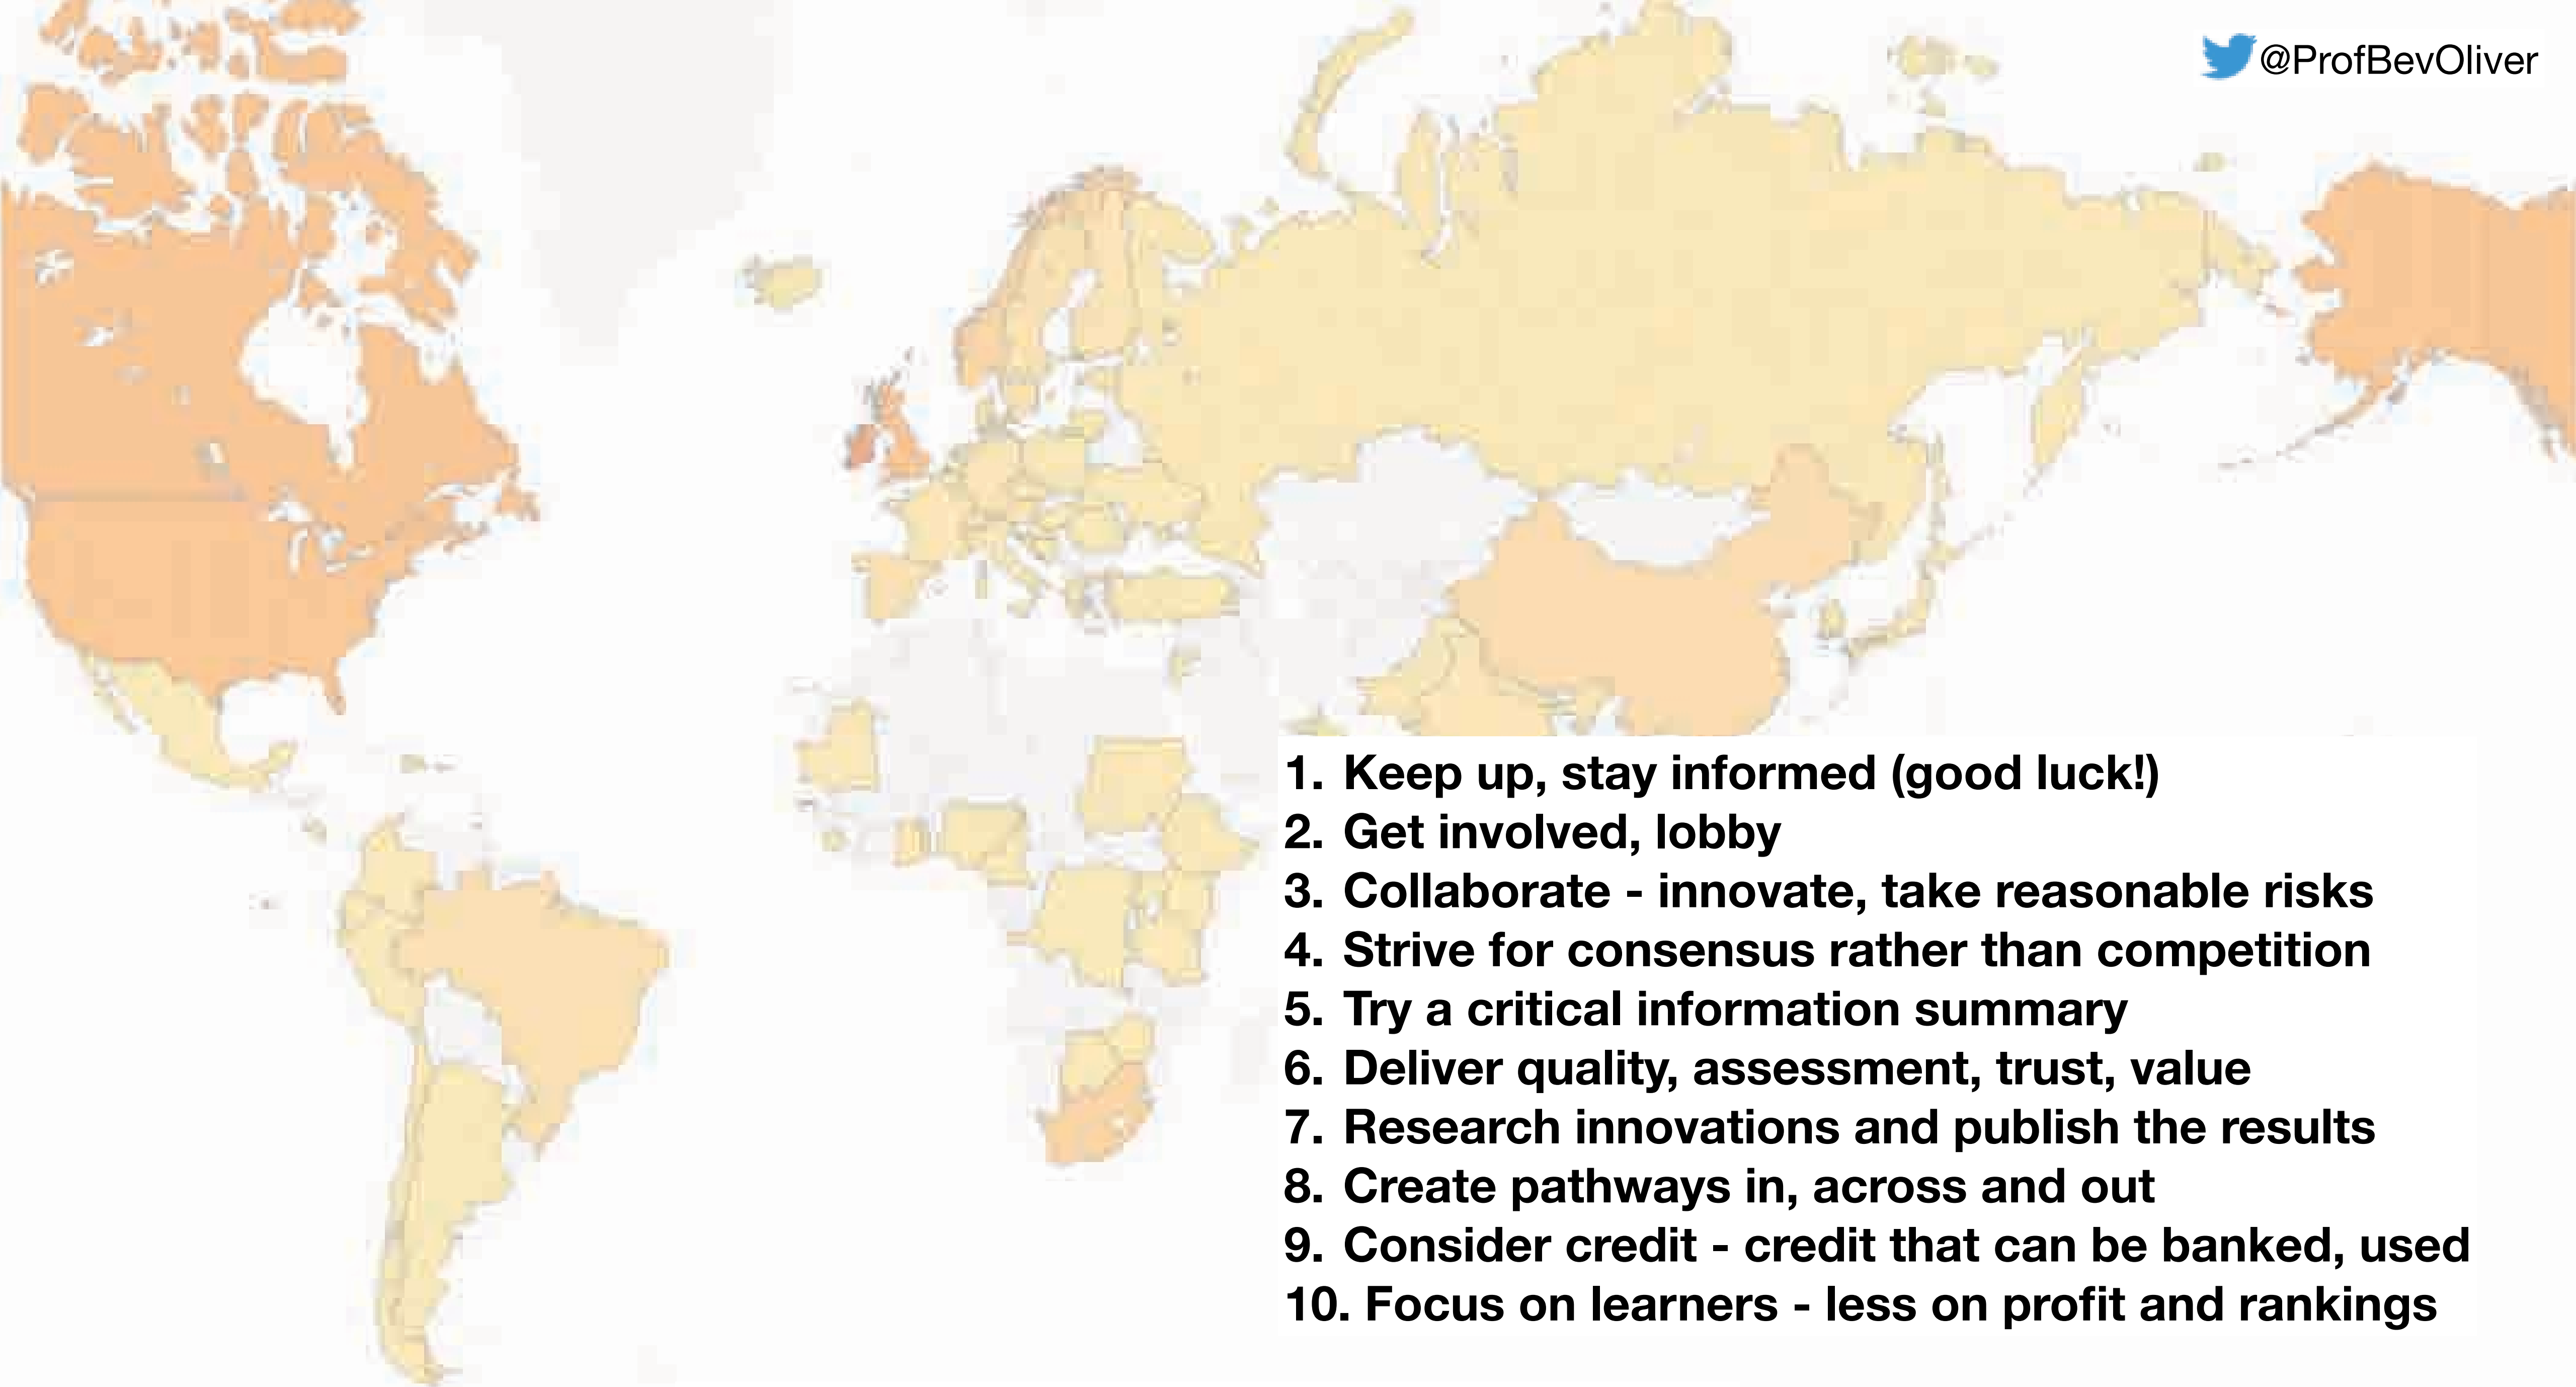 @ProfBevOliver
1. Keep up, stay informed (good luck!)
2. Get involved, lobby
3. Collaborate - innovate, take reasonable risks
4. Strive for consensus rather than competition
5. Try a critical information summary
6. Deliver quality, assessment, trust, value
7. Research innovations and publish the results
8. Create pathways in, across and out
9. Consider credit - credit that can be banked, used
10. Focus on learners - less on profit and rankings